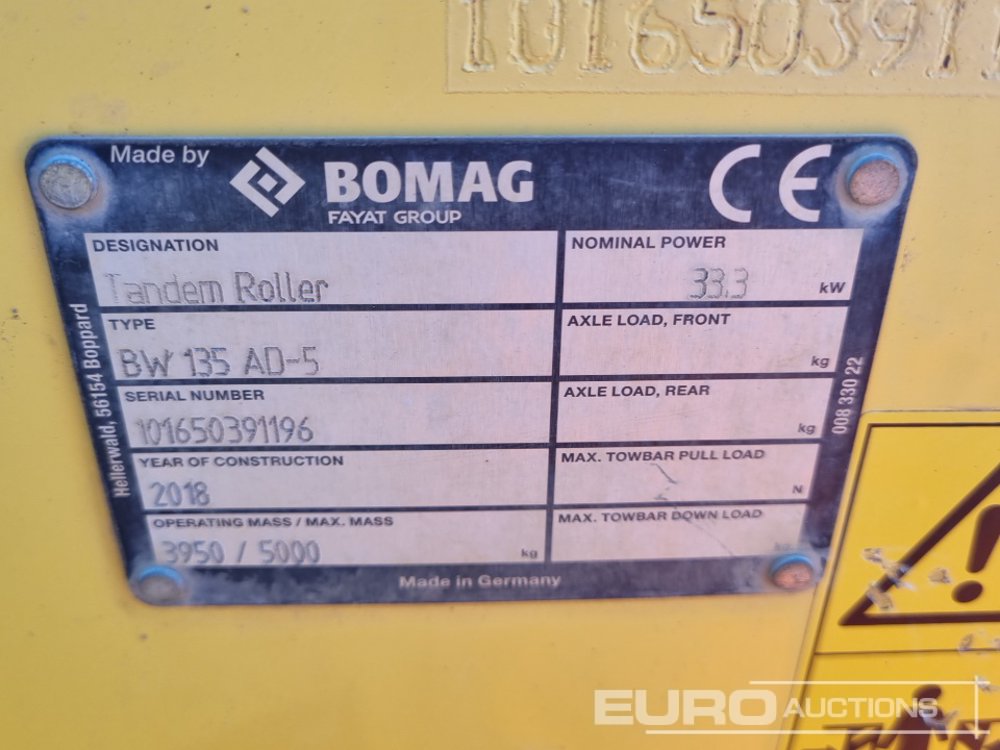 1016503911
Made by BOMAG CE
FAYAT GROUP
DESIGNATION
Tandem Roller
NOMINAL POWER
33.3 kW
TYPE
BW 135 AD-5
AXLE LOAD, FRONT
kg
SERIAL NUMBER
101650391196
AXLE LOAD, REAR
kg
YEAR OF CONSTRUCTION
2018
MAX. TOWBAR PULL LOAD
N
OPERATING MASS / MAX. MASS
3950 / 5000 kg
MAX. TOWBAR DOWN LOAD
kg
Made in Germany
Hellerwald, 56154 Boppard
008 330 22
EURO AUCTIONS